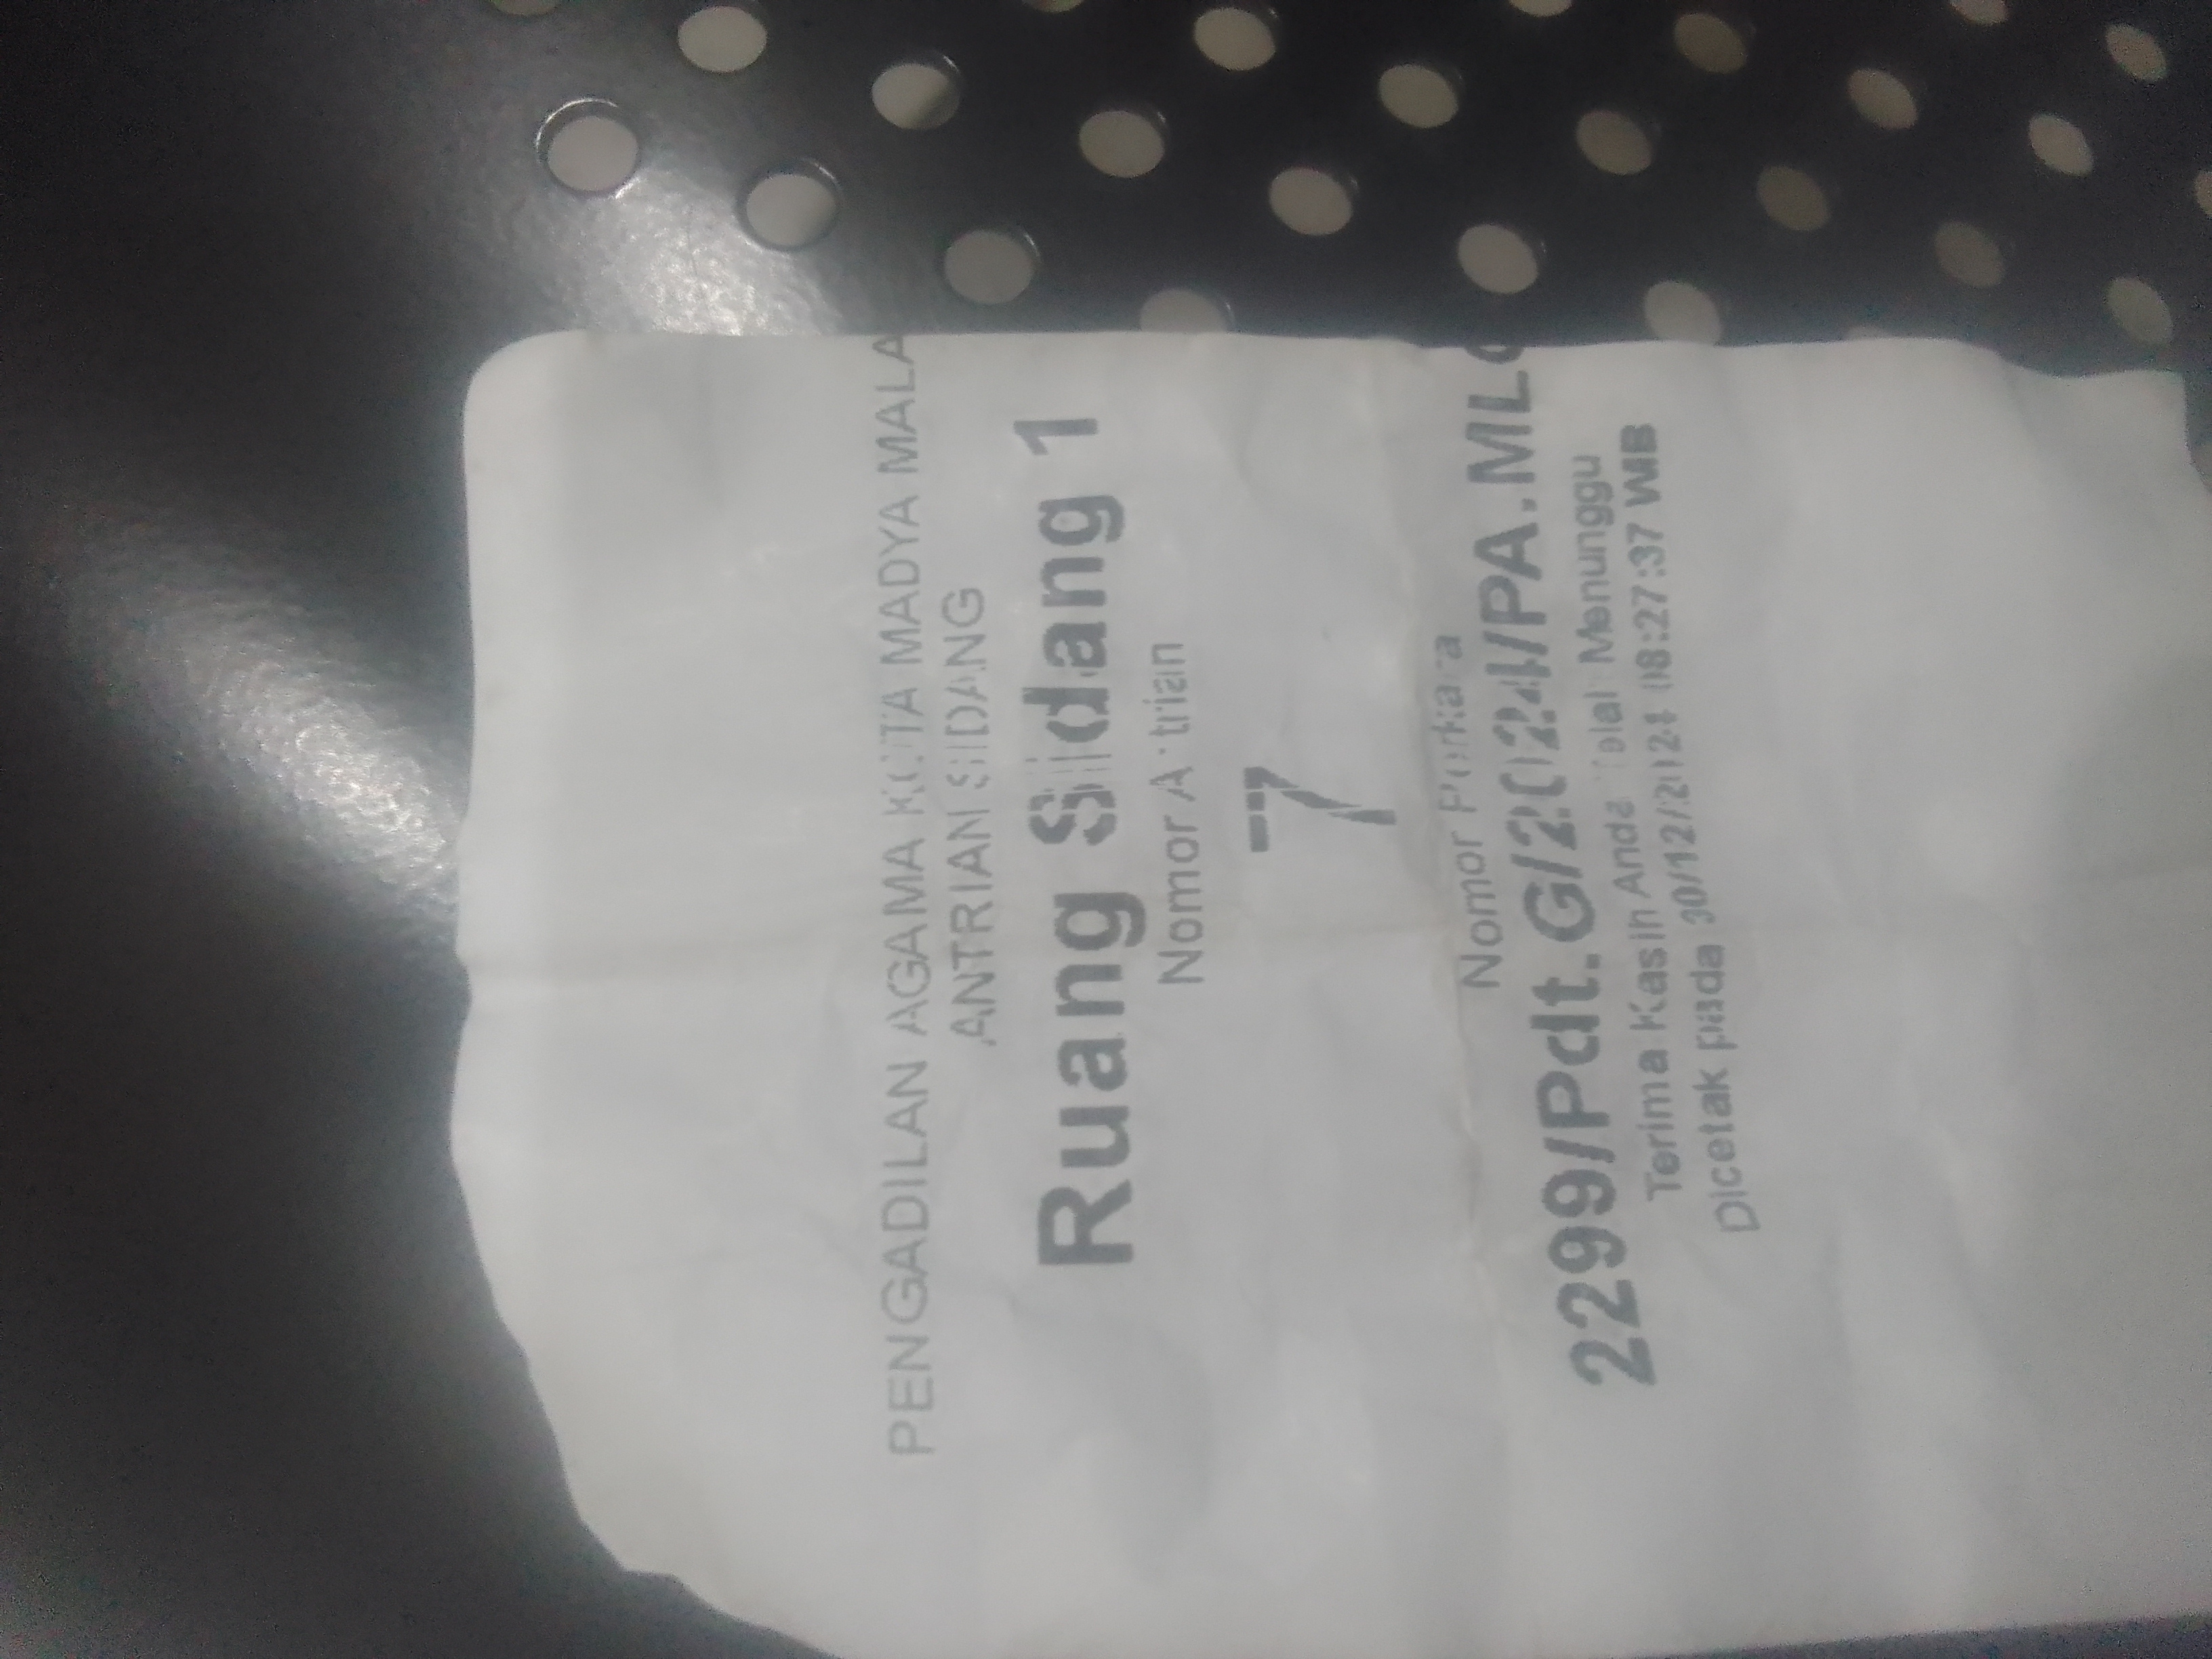 PENGADILAN AGAMA KOTA MADYA MALA
ANTRIAN SIDANG
Ruang Sidang 1
Nomor Antrian
7
Nomor Perkara
2299/Pdt.G/2024/PA.MLG
Terima Kasih Anda Telah Menunggu
Dicetak pada 30/12/2024 08:27:37 WIB